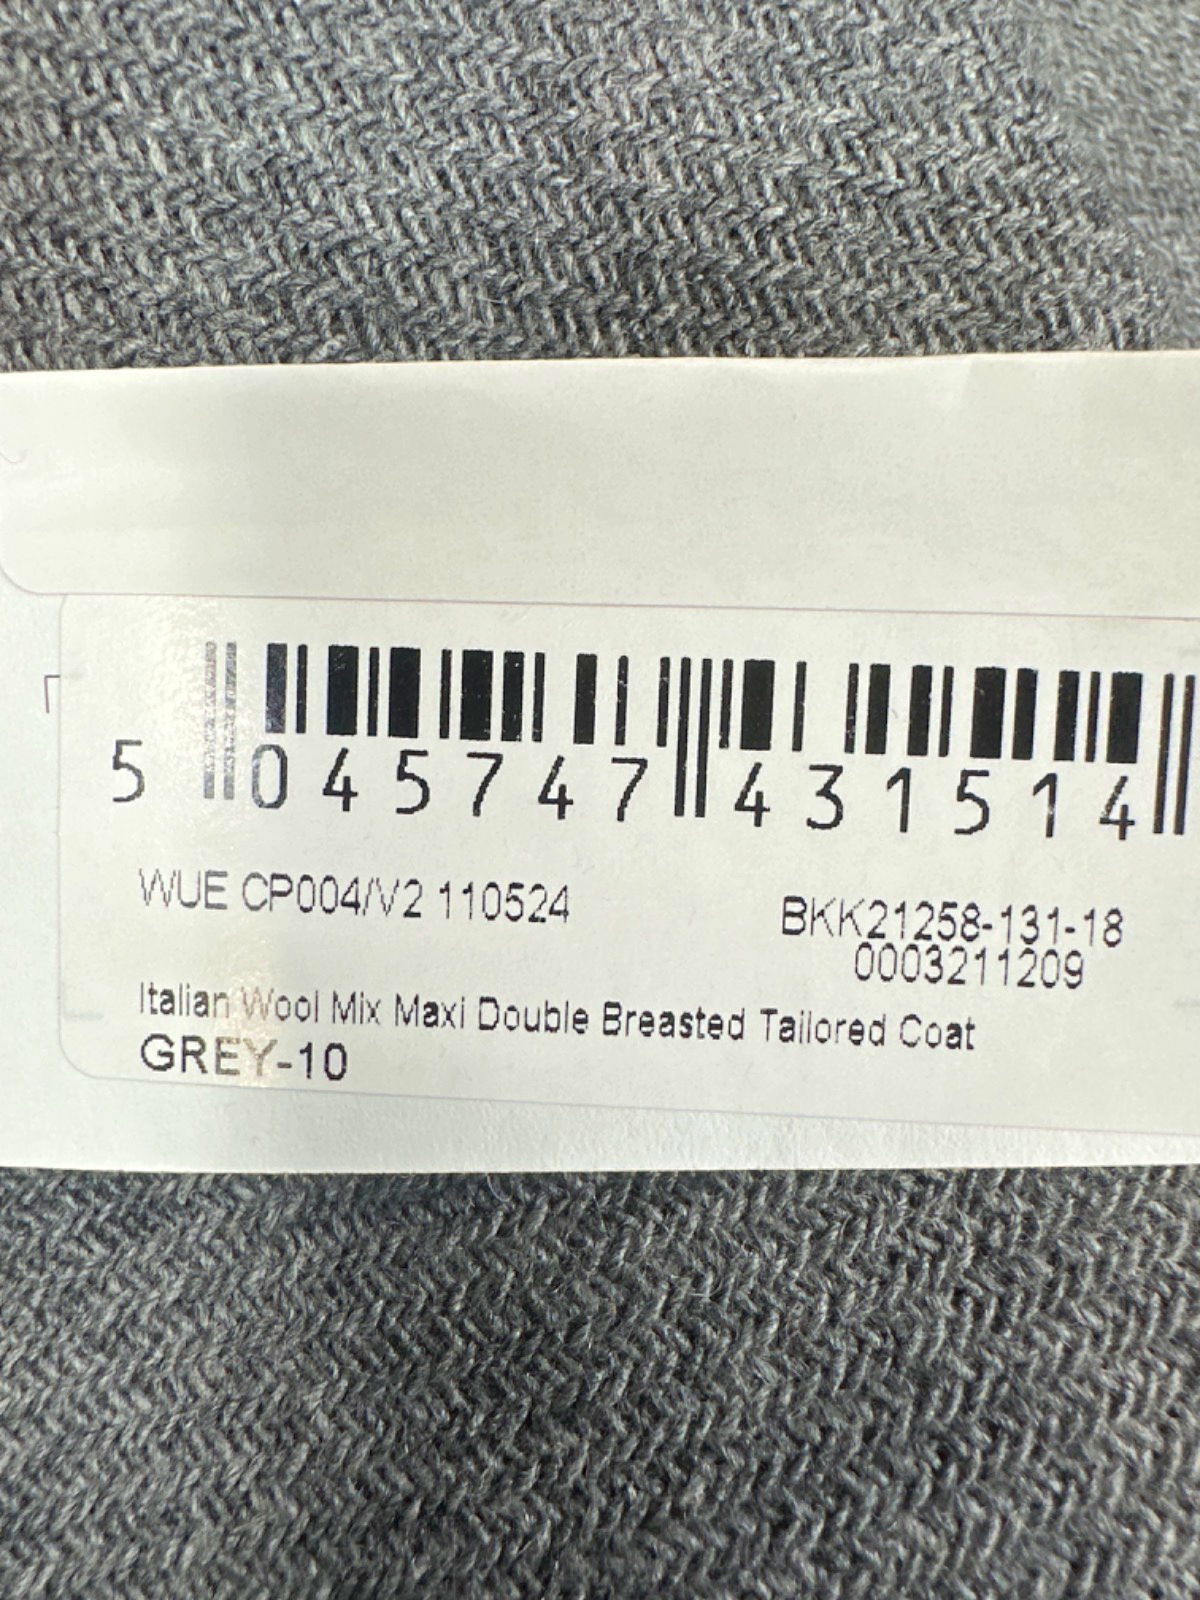 5 045747 431514
WUE CP004/V2 110524
BKK21258-131-18
0003211209
Italian Wool Mix Maxi Double Breasted Tailored Coat
GREY-10